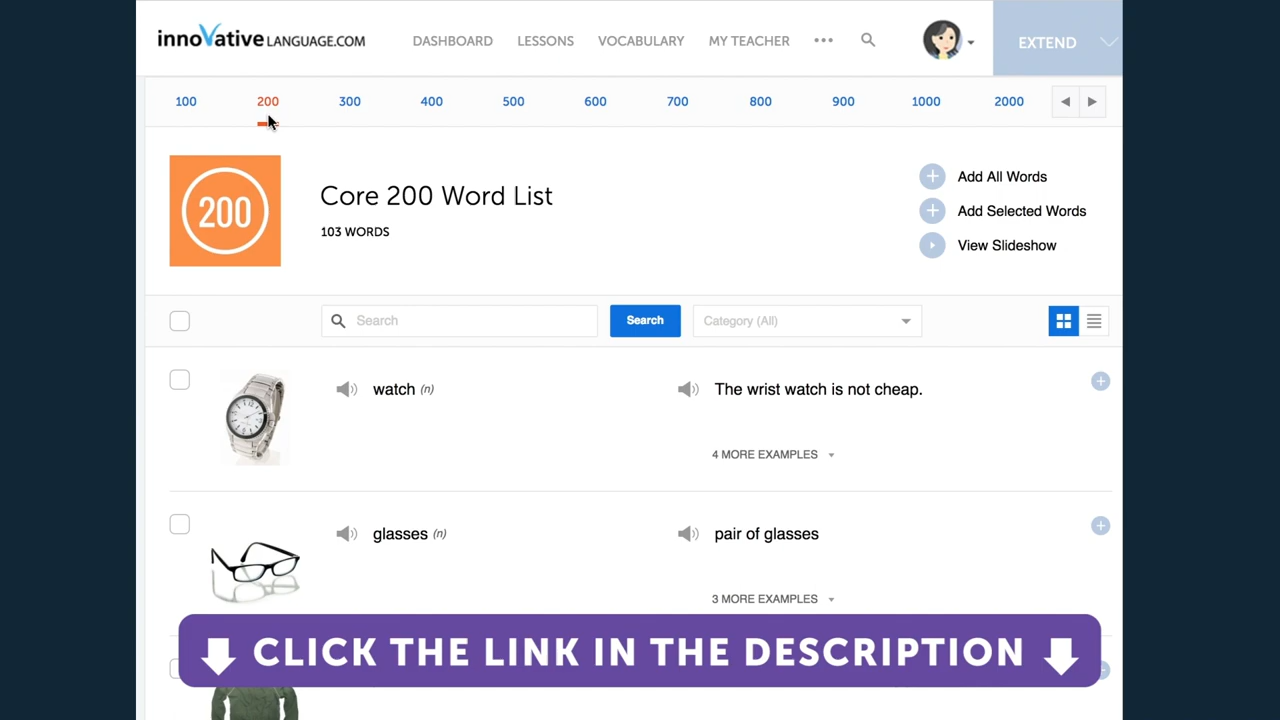 innoVative LANGUAGE.COM
DASHBOARD LESSONS VOCABULARY MY TEACHER ••• EXTEND
100 200 300 400 500 600 700 800 900 1000 2000
200
Core 200 Word List
103 WORDS
Add All Words
Add Selected Words
View Slideshow
Search Search Category (All)
watch (n) The wrist watch is not cheap.
4 MORE EXAMPLES
glasses (n) pair of glasses
3 MORE EXAMPLES
CLICK THE LINK IN THE DESCRIPTION